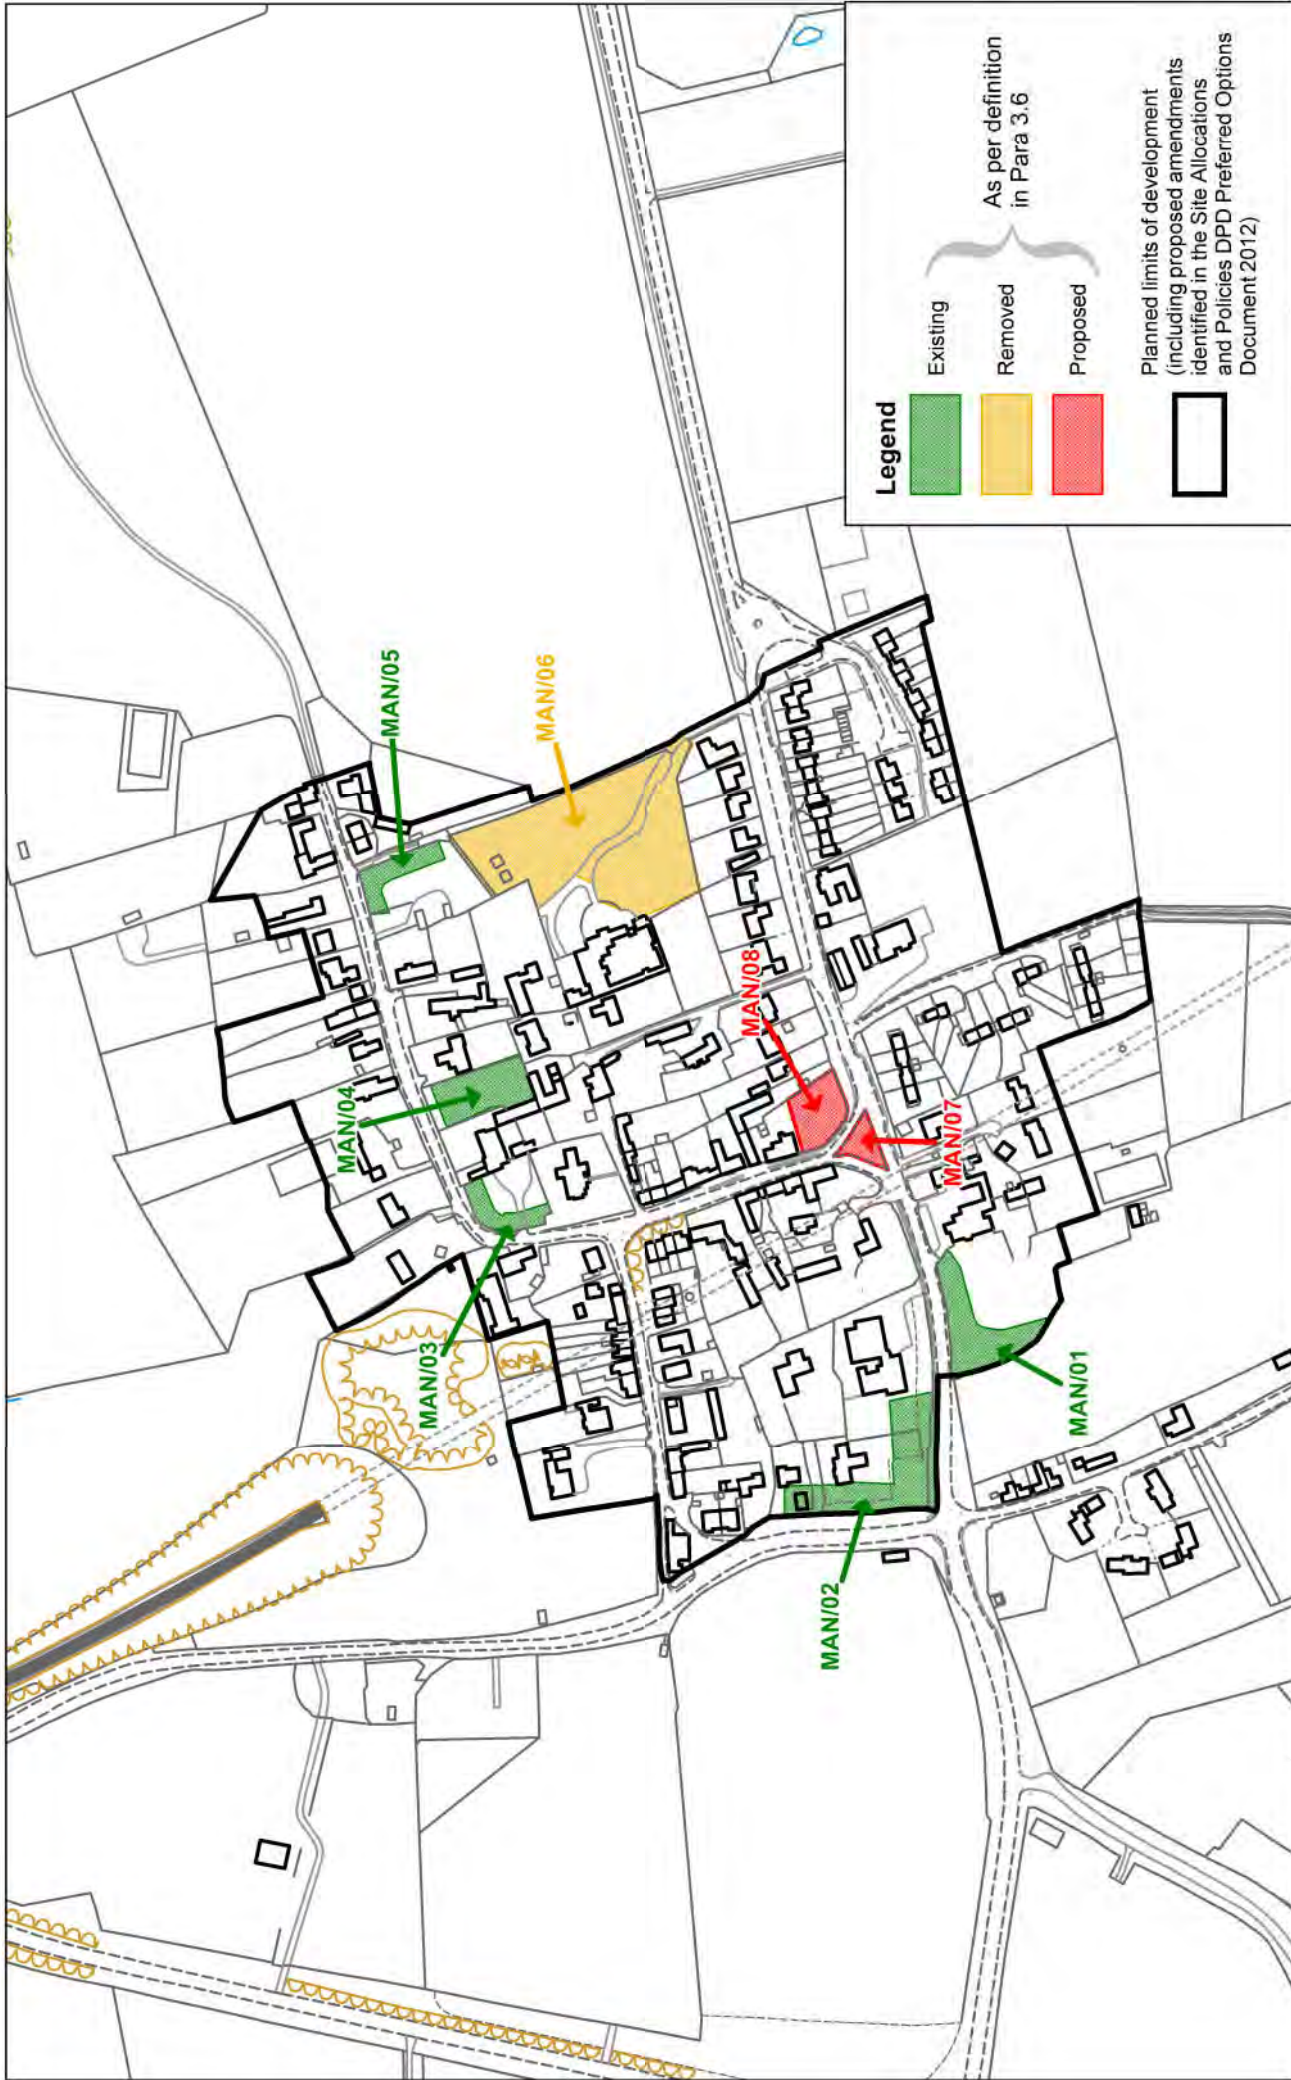 MAN/01
MAN/02
MAN/03
MAN/04
MAN/05
MAN/06
MAN/07
MAN/08
Legend
Existing
Removed
Proposed
As per definition
in Para 3.6
Planned limits of development
(including proposed amendments
identified in the Site Allocations
and Policies DPD Preferred Options
Document 2012)